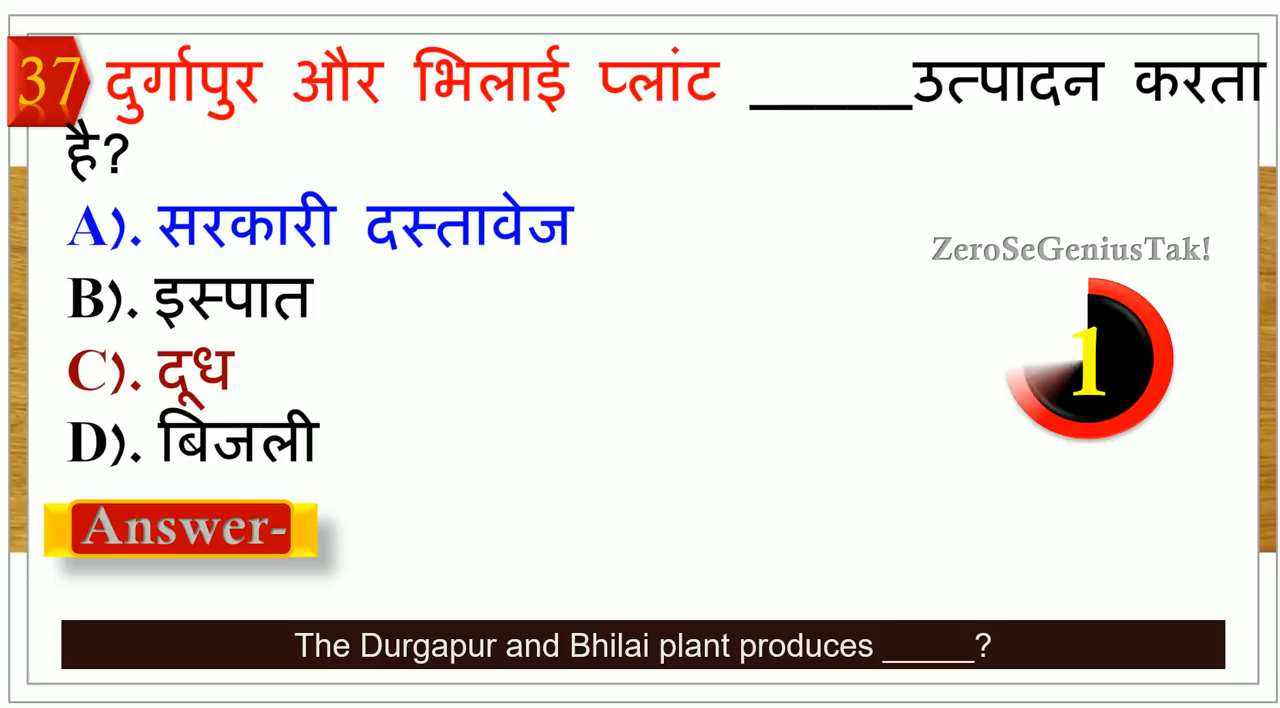 37 दुर्गापुर और भिलाई प्लांट _____उत्पादन करता
है?
A). सरकारी दस्तावेज
B). इस्पात
C). दूध
D). बिजली
ZeroSeGeniusTak!
1
Answer-
The Durgapur and Bhilai plant produces _____?